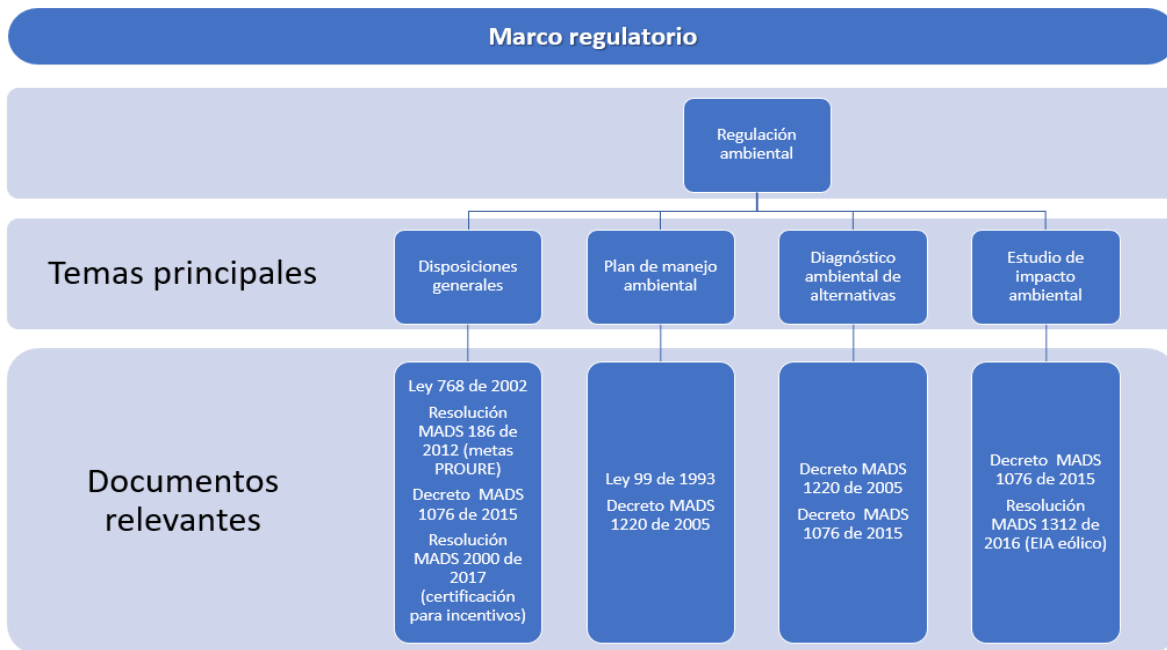 Marco regulatorio
Regulación
ambiental
Temas principales
Disposiciones
generales
Plan de manejo
ambiental
Diagnóstico
ambiental de
alternativas
Estudio de
impacto
ambiental
Documentos
relevantes
Ley 768 de 2002
Resolución
MADS 186 de
2012 (metas
PROURE)
Decreto MADS
1076 de 2015
Resolución
MADS 2000 de
2017
(certificación
para incentivos)
Ley 99 de 1993
Decreto MADS
1220 de 2005
Decreto MADS
1220 de 2005
Decreto MADS
1076 de 2015
Decreto MADS
1076 de 2015
Resolución
MADS 1312 de
2016 (EIA eólico)